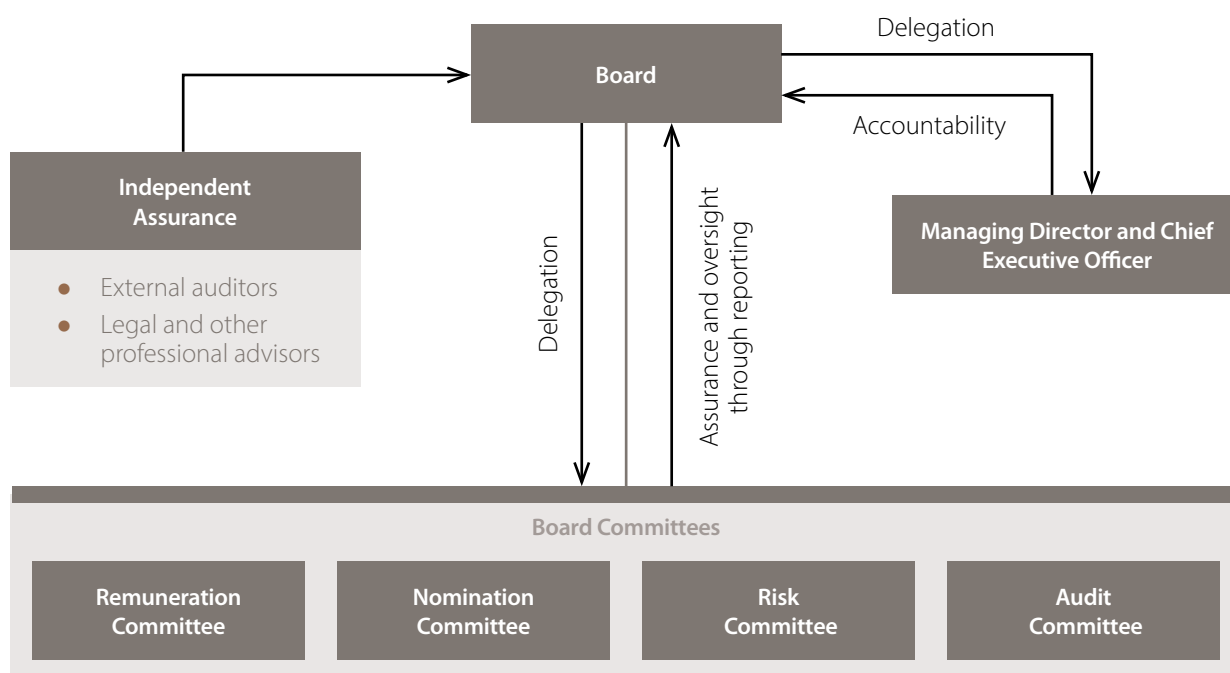 Delegation
Board
Accountability
Independent
Assurance
External auditors
Legal and other
professional advisors
Managing Director and Chief
Executive Officer
Delegation
Assurance and oversight
through reporting
Board Committees
Remuneration
Committee
Nomination
Committee
Risk
Committee
Audit
Committee